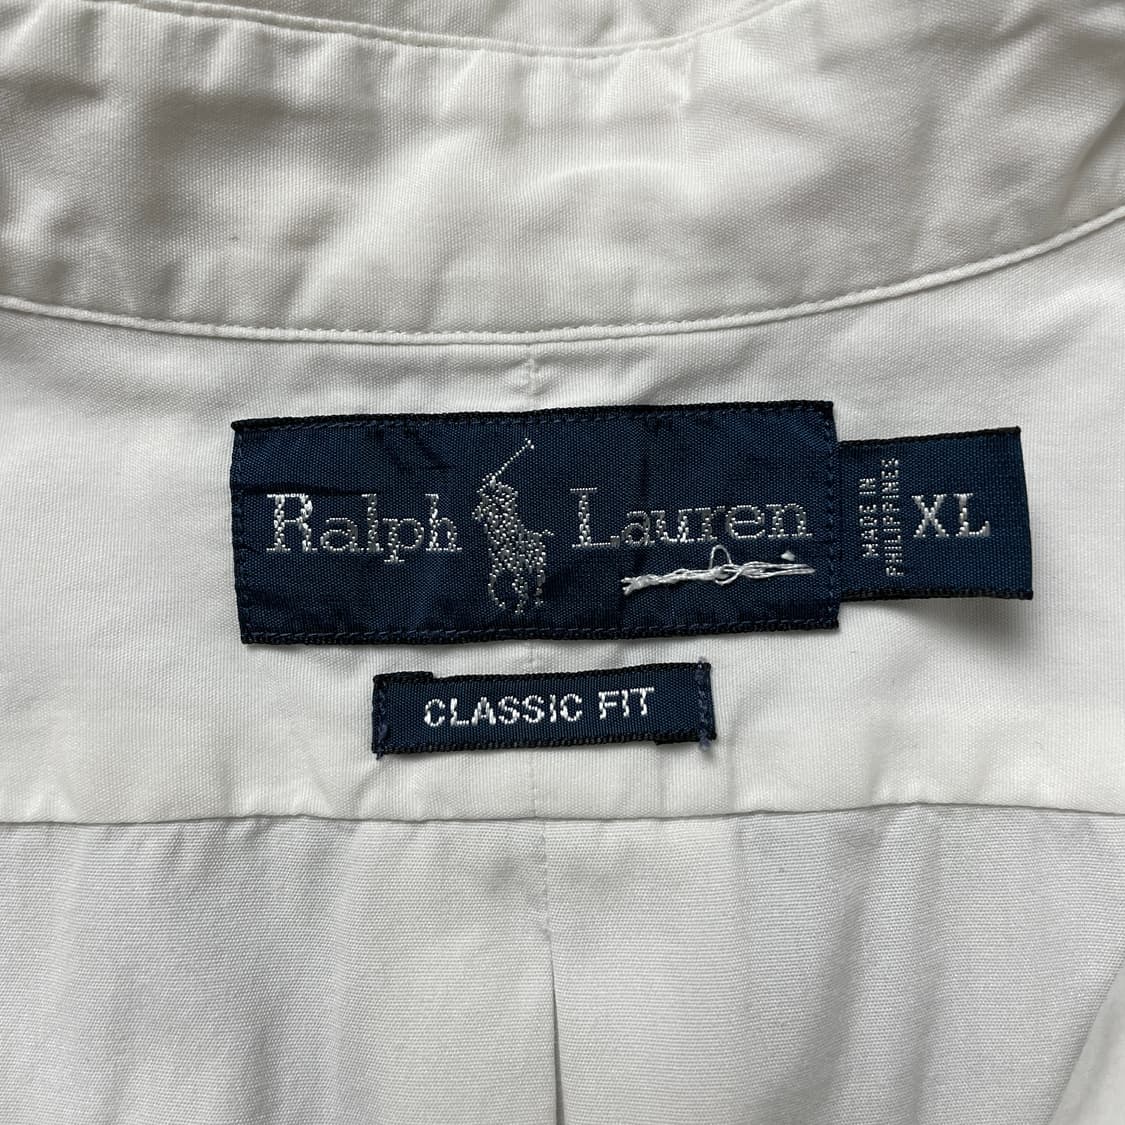 Ralph Lauren
MADE IN
PHILIPPINES
XL
CLASSIC FIT